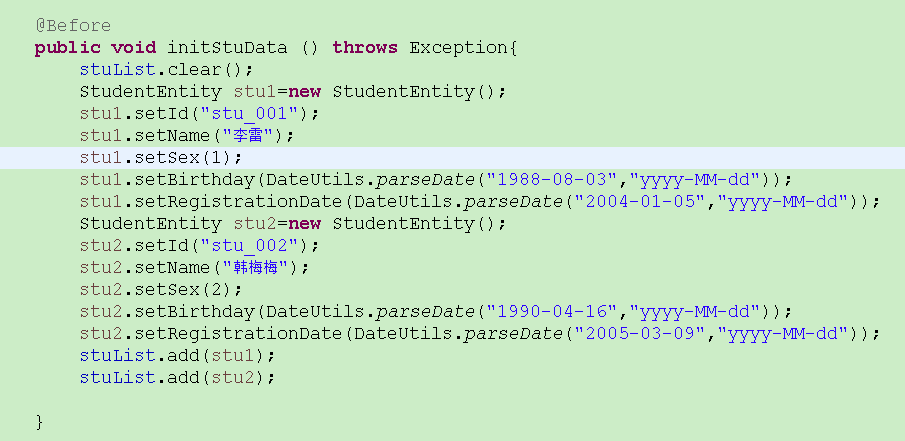 @Before
public void initStuData () throws Exception{
stuList.clear();
StudentEntity stu1=new StudentEntity();
stu1.setId("stu_001");
stu1.setName("李雷");
stu1.setSex(1);
stu1.setBirthday(DateUtils.parseDate("1988-08-03","yyyy-MM-dd"));
stu1.setRegistrationDate(DateUtils.parseDate("2004-01-05","yyyy-MM-dd"));
StudentEntity stu2=new StudentEntity();
stu2.setId("stu_002");
stu2.setName("韩梅梅");
stu2.setSex(2);
stu2.setBirthday(DateUtils.parseDate("1990-04-16","yyyy-MM-dd"));
stu2.setRegistrationDate(DateUtils.parseDate("2005-03-09","yyyy-MM-dd"));
stuList.add(stu1);
stuList.add(stu2);
}